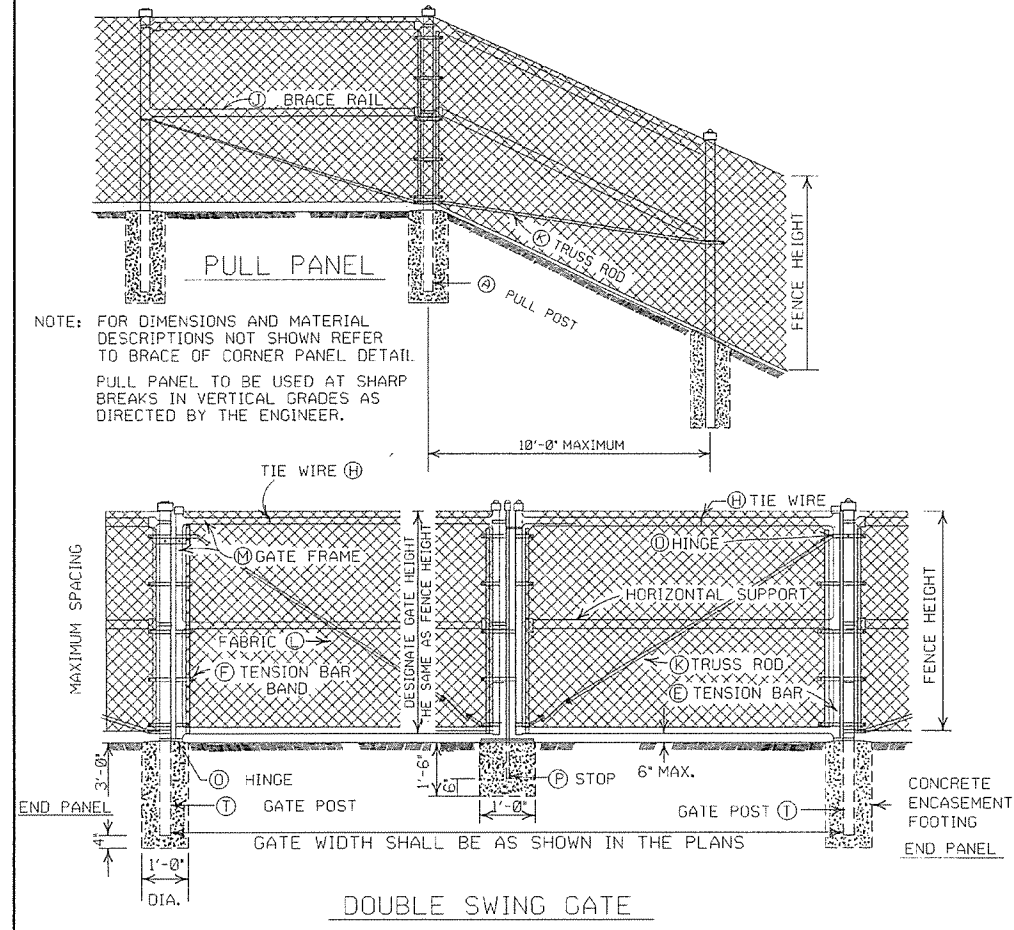 Ⓙ BRACE RAIL
Ⓚ TRUSS ROD
FENCE HEIGHT
PULL PANEL
Ⓐ PULL POST
NOTE: FOR DIMENSIONS AND MATERIAL
DESCRIPTIONS NOT SHOWN REFER
TO BRACE OF CORNER PANEL DETAIL
PULL PANEL TO BE USED AT SHARP
BREAKS IN VERTICAL GRADES AS
DIRECTED BY THE ENGINEER.
10'-0" MAXIMUM
TIE WIRE Ⓗ
Ⓗ TIE WIRE
Ⓞ HINGE
Ⓜ GATE FRAME
MAXIMUM SPACING
DESIGNATE GATE HEIGHT
THE SAME AS FENCE HEIGHT
HORIZONTAL SUPPORT
FENCE HEIGHT
FABRIC Ⓛ
Ⓕ TENSION BAR
BAND
Ⓚ TRUSS ROD
Ⓔ TENSION BAR
3'-0"
Ⓞ HINGE
1'-6"
6"
Ⓟ STOP
6" MAX.
CONCRETE
ENCASEMENT
FOOTING
END PANEL
Ⓣ GATE POST
1'-0"
GATE POST Ⓣ
END PANEL
4"
GATE WIDTH SHALL BE AS SHOWN IN THE PLANS
1'-0"
DIA.
DOUBLE SWING GATE